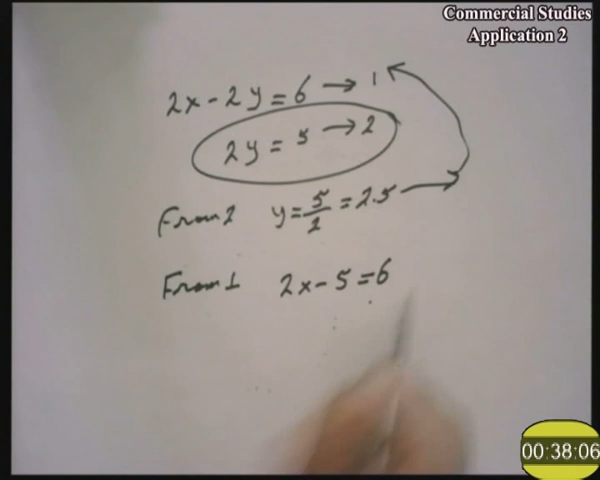 Commercial Studies
Application 2
2x - 2y = 6 → 1
2y = 5 → 2
From 2 y = 5/2 = 2.5
From 1 2x - 5 = 6
00:38:06